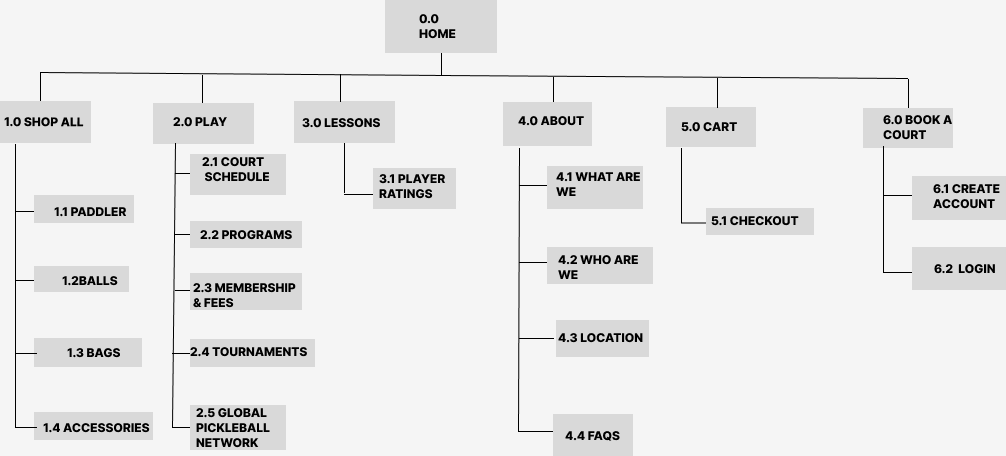 0.0
HOME
1.0 SHOP ALL
1.1 PADDLER
1.2BALLS
1.3 BAGS
1.4 ACCESSORIES
2.0 PLAY
2.1 COURT
SCHEDULE
2.2 PROGRAMS
2.3 MEMBERSHIP
& FEES
2.4 TOURNAMENTS
2.5 GLOBAL
PICKLEBALL
NETWORK
3.0 LESSONS
3.1 PLAYER
RATINGS
4.0 ABOUT
4.1 WHAT ARE
WE
4.2 WHO ARE
WE
4.3 LOCATION
4.4 FAQS
5.0 CART
5.1 CHECKOUT
6.0 BOOK A
COURT
6.1 CREATE
ACCOUNT
6.2 LOGIN